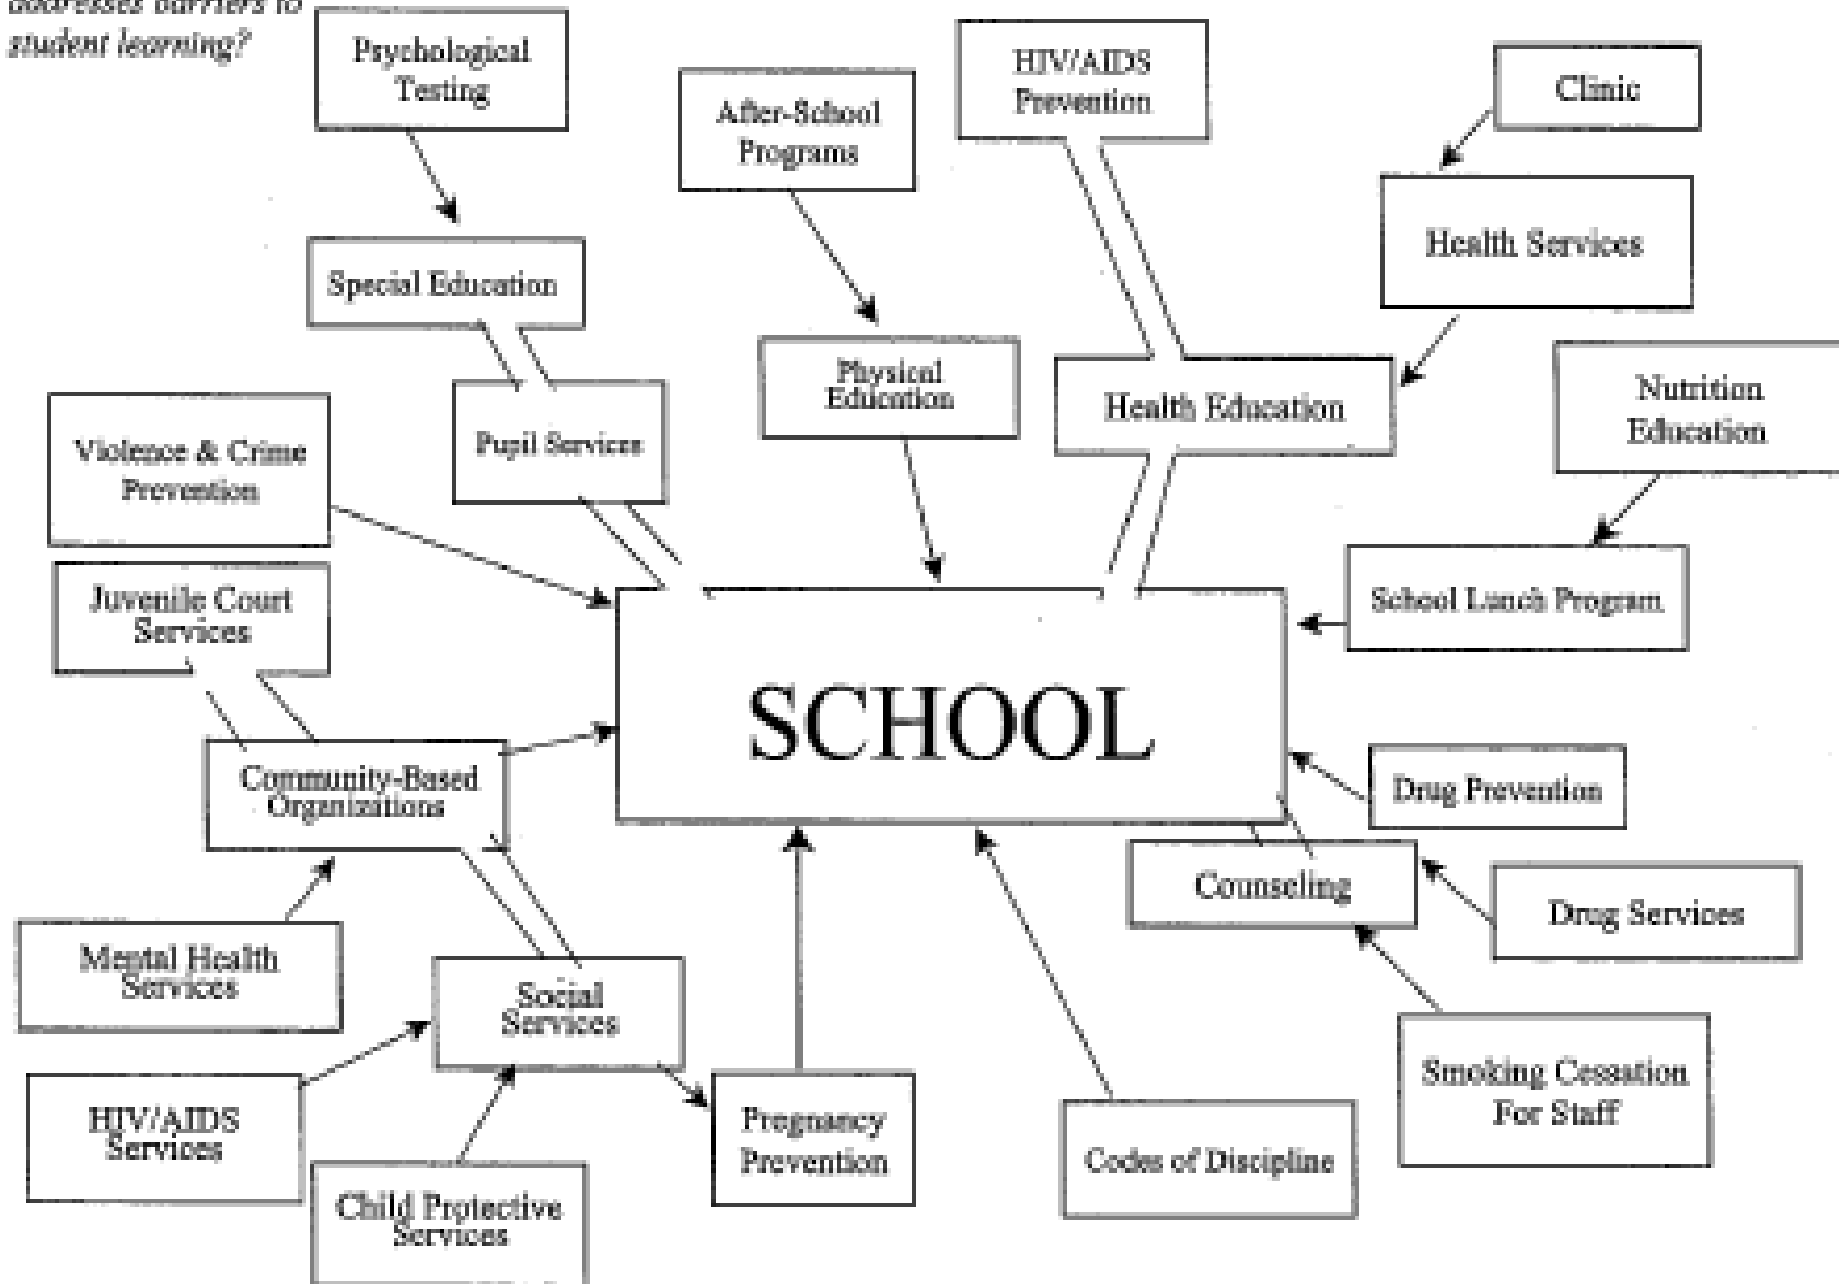 addresses barriers to
student learning?
Psychological
Testing
After-School
Programs
HIV/AIDS
Prevention
Clinic
Health Services
Special Education
Physical
Education
Health Education
Nutrition
Education
Violence & Crime
Prevention
Pupil Services
Juvenile Court
Services
School Lunch Program
SCHOOL
Community-Based
Organizations
Drug Prevention
Counseling
Drug Services
Mental Health
Services
Social
Services
Smoking Cessation
For Staff
HIV/AIDS
Services
Pregnancy
Prevention
Codes of Discipline
Child Protective
Services